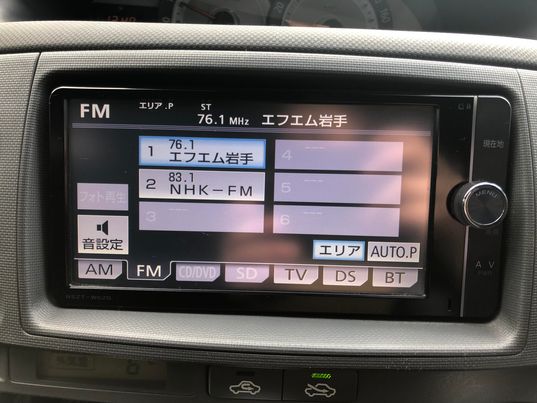 FM エリア.P ST
76.1 MHz エフエム岩手
1 76.1
エフエム岩手
4 ---
2 83.1
NHK-FM
5 ---
3 ---
6 ---
フォト再生
音設定
エリア AUTO.P
AM FM CD/DVD SD TV DS BT
現在地
MENU
A V
NSZT-W62G